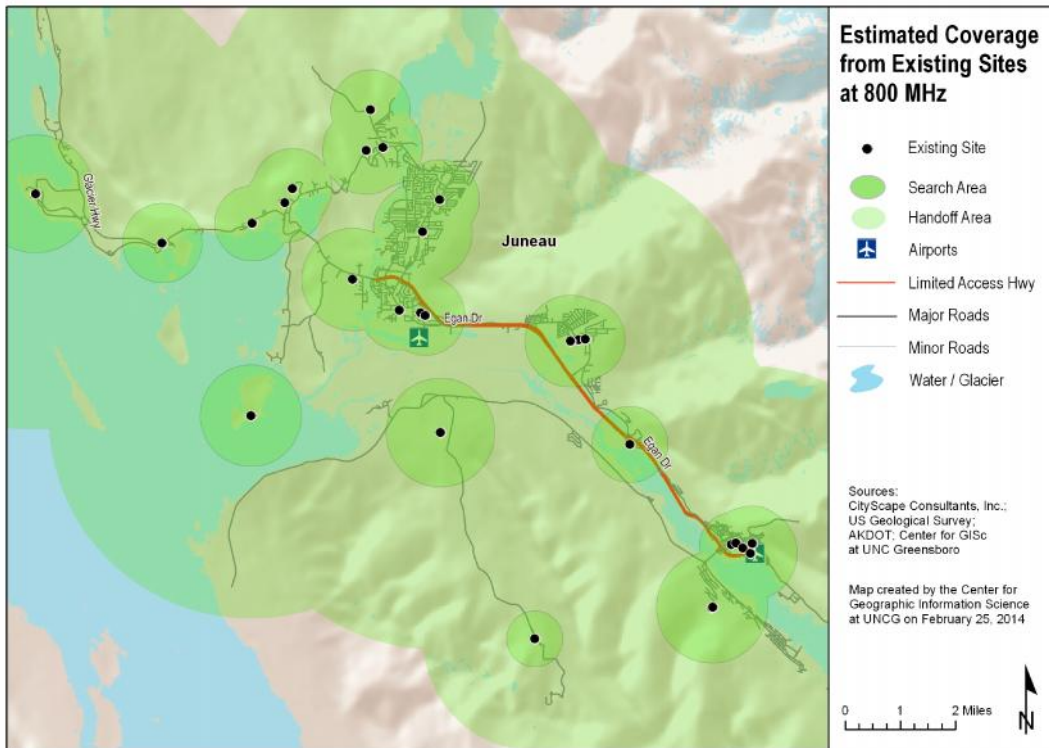 Estimated Coverage
from Existing Sites
at 800 MHz
Existing Site
Search Area
Handoff Area
Airports
Limited Access Hwy
Major Roads
Minor Roads
Water / Glacier
Glacier Hwy
Juneau
Egan Dr
Egan Dr
Sources:
CityScape Consultants, Inc.;
US Geological Survey;
AKDOT; Center for GISc
at UNC Greensboro
Map created by the Center for
Geographic Information Science
at UNCG on February 25, 2014
0 1 2 Miles
N